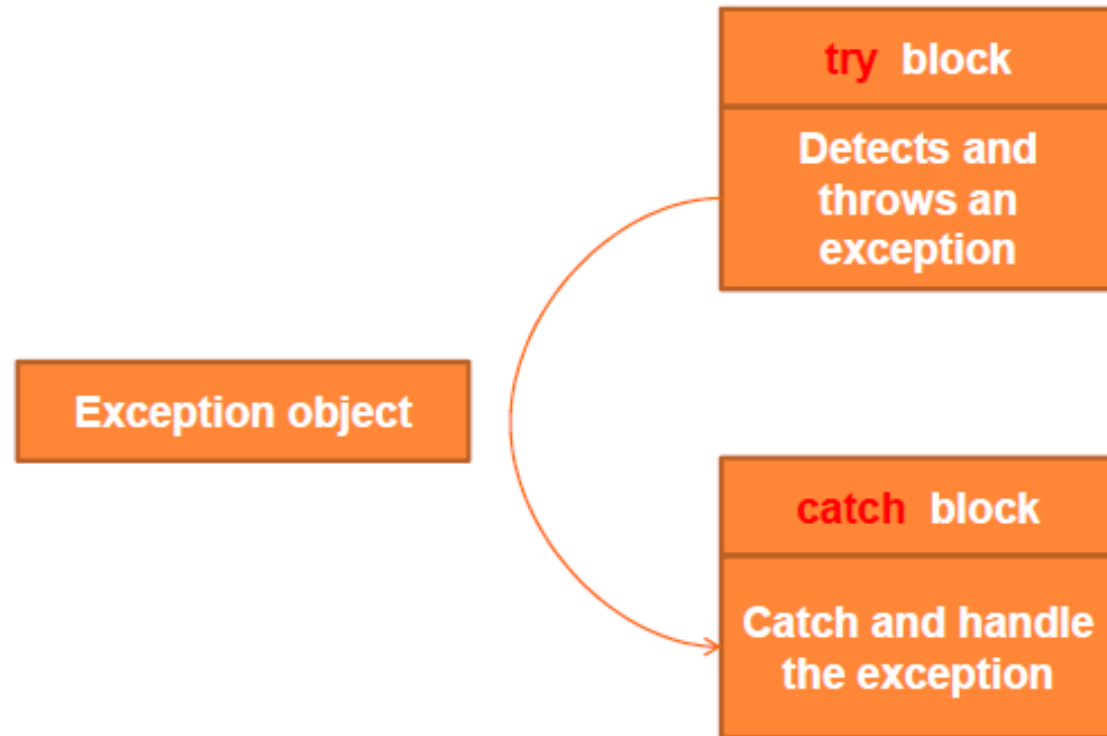 try block
Detects and
throws an
exception
Exception object
catch block
Catch and handle
the exception